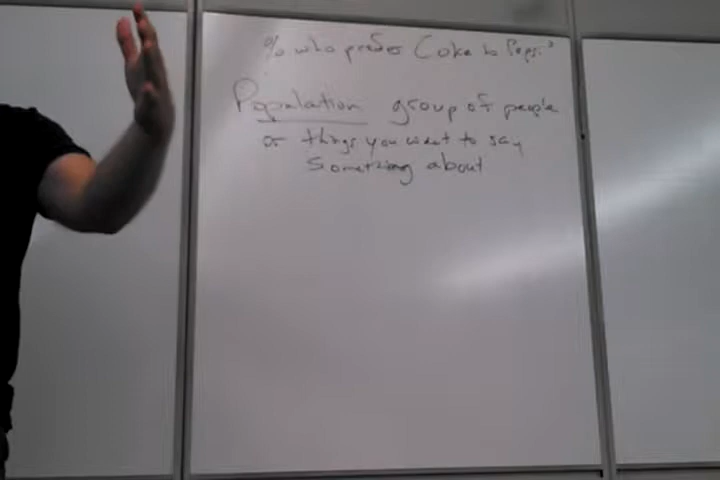 % who prefer Coke to Pepsi?
Population group of people
or things you want to say
something about